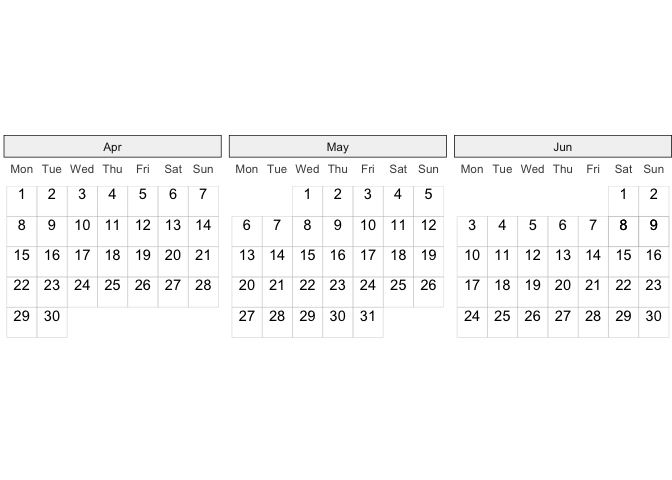 Apr
Mon Tue Wed Thu Fri Sat Sun
1 2 3 4 5 6 7
8 9 10 11 12 13 14
15 16 17 18 19 20 21
22 23 24 25 26 27 28
29 30
May
Mon Tue Wed Thu Fri Sat Sun
1 2 3 4 5
6 7 8 9 10 11 12
13 14 15 16 17 18 19
20 21 22 23 24 25 26
27 28 29 30 31
Jun
Mon Tue Wed Thu Fri Sat Sun
1 2
3 4 5 6 7 8 9
10 11 12 13 14 15 16
17 18 19 20 21 22 23
24 25 26 27 28 29 30